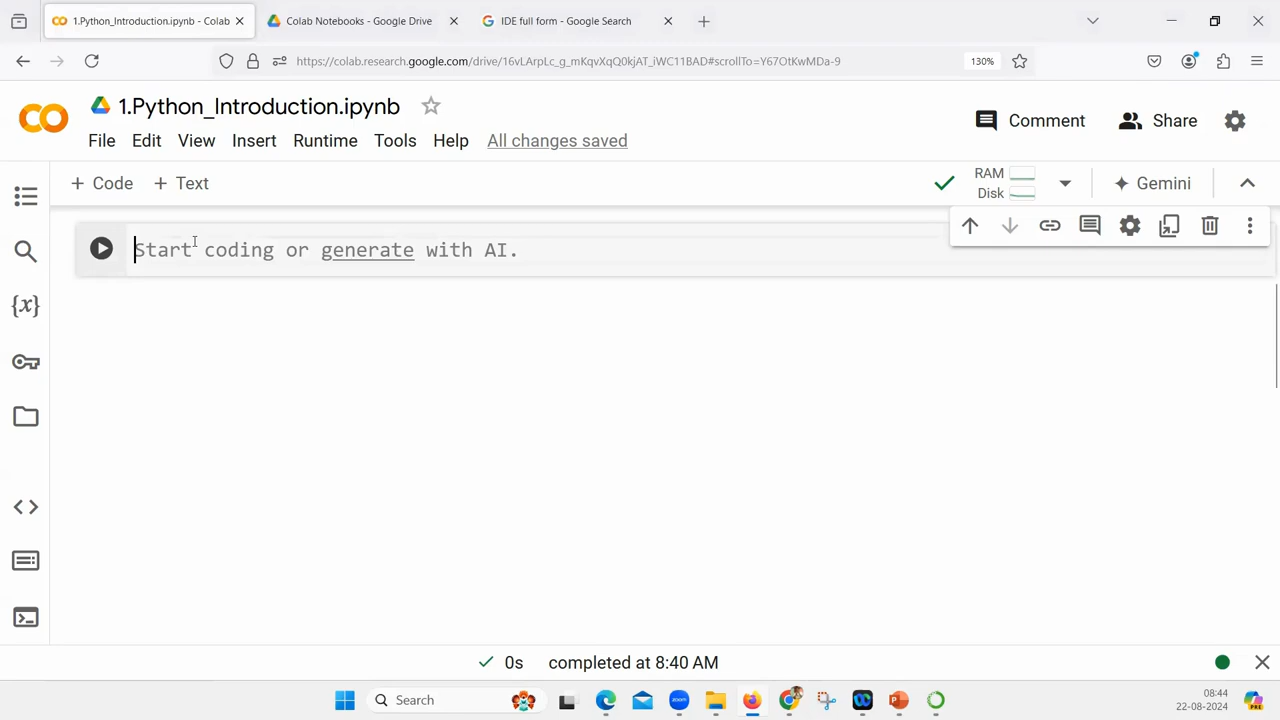 1.Python_Introduction.ipynb - Colab
Colab Notebooks - Google Drive
IDE full form - Google Search
https://colab.research.google.com/drive/16vLArpLc_g_mKqvXqQ0kjAT_iWC11BAD#scrollTo=Y67OtKwMDa-9
130%
1.Python_Introduction.ipynb
Comment
Share
File Edit View Insert Runtime Tools Help All changes saved
+ Code + Text
RAM
Disk
Gemini
Start coding or generate with AI.
{x}
0s completed at 8:40 AM
Search
08:44
22-08-2024